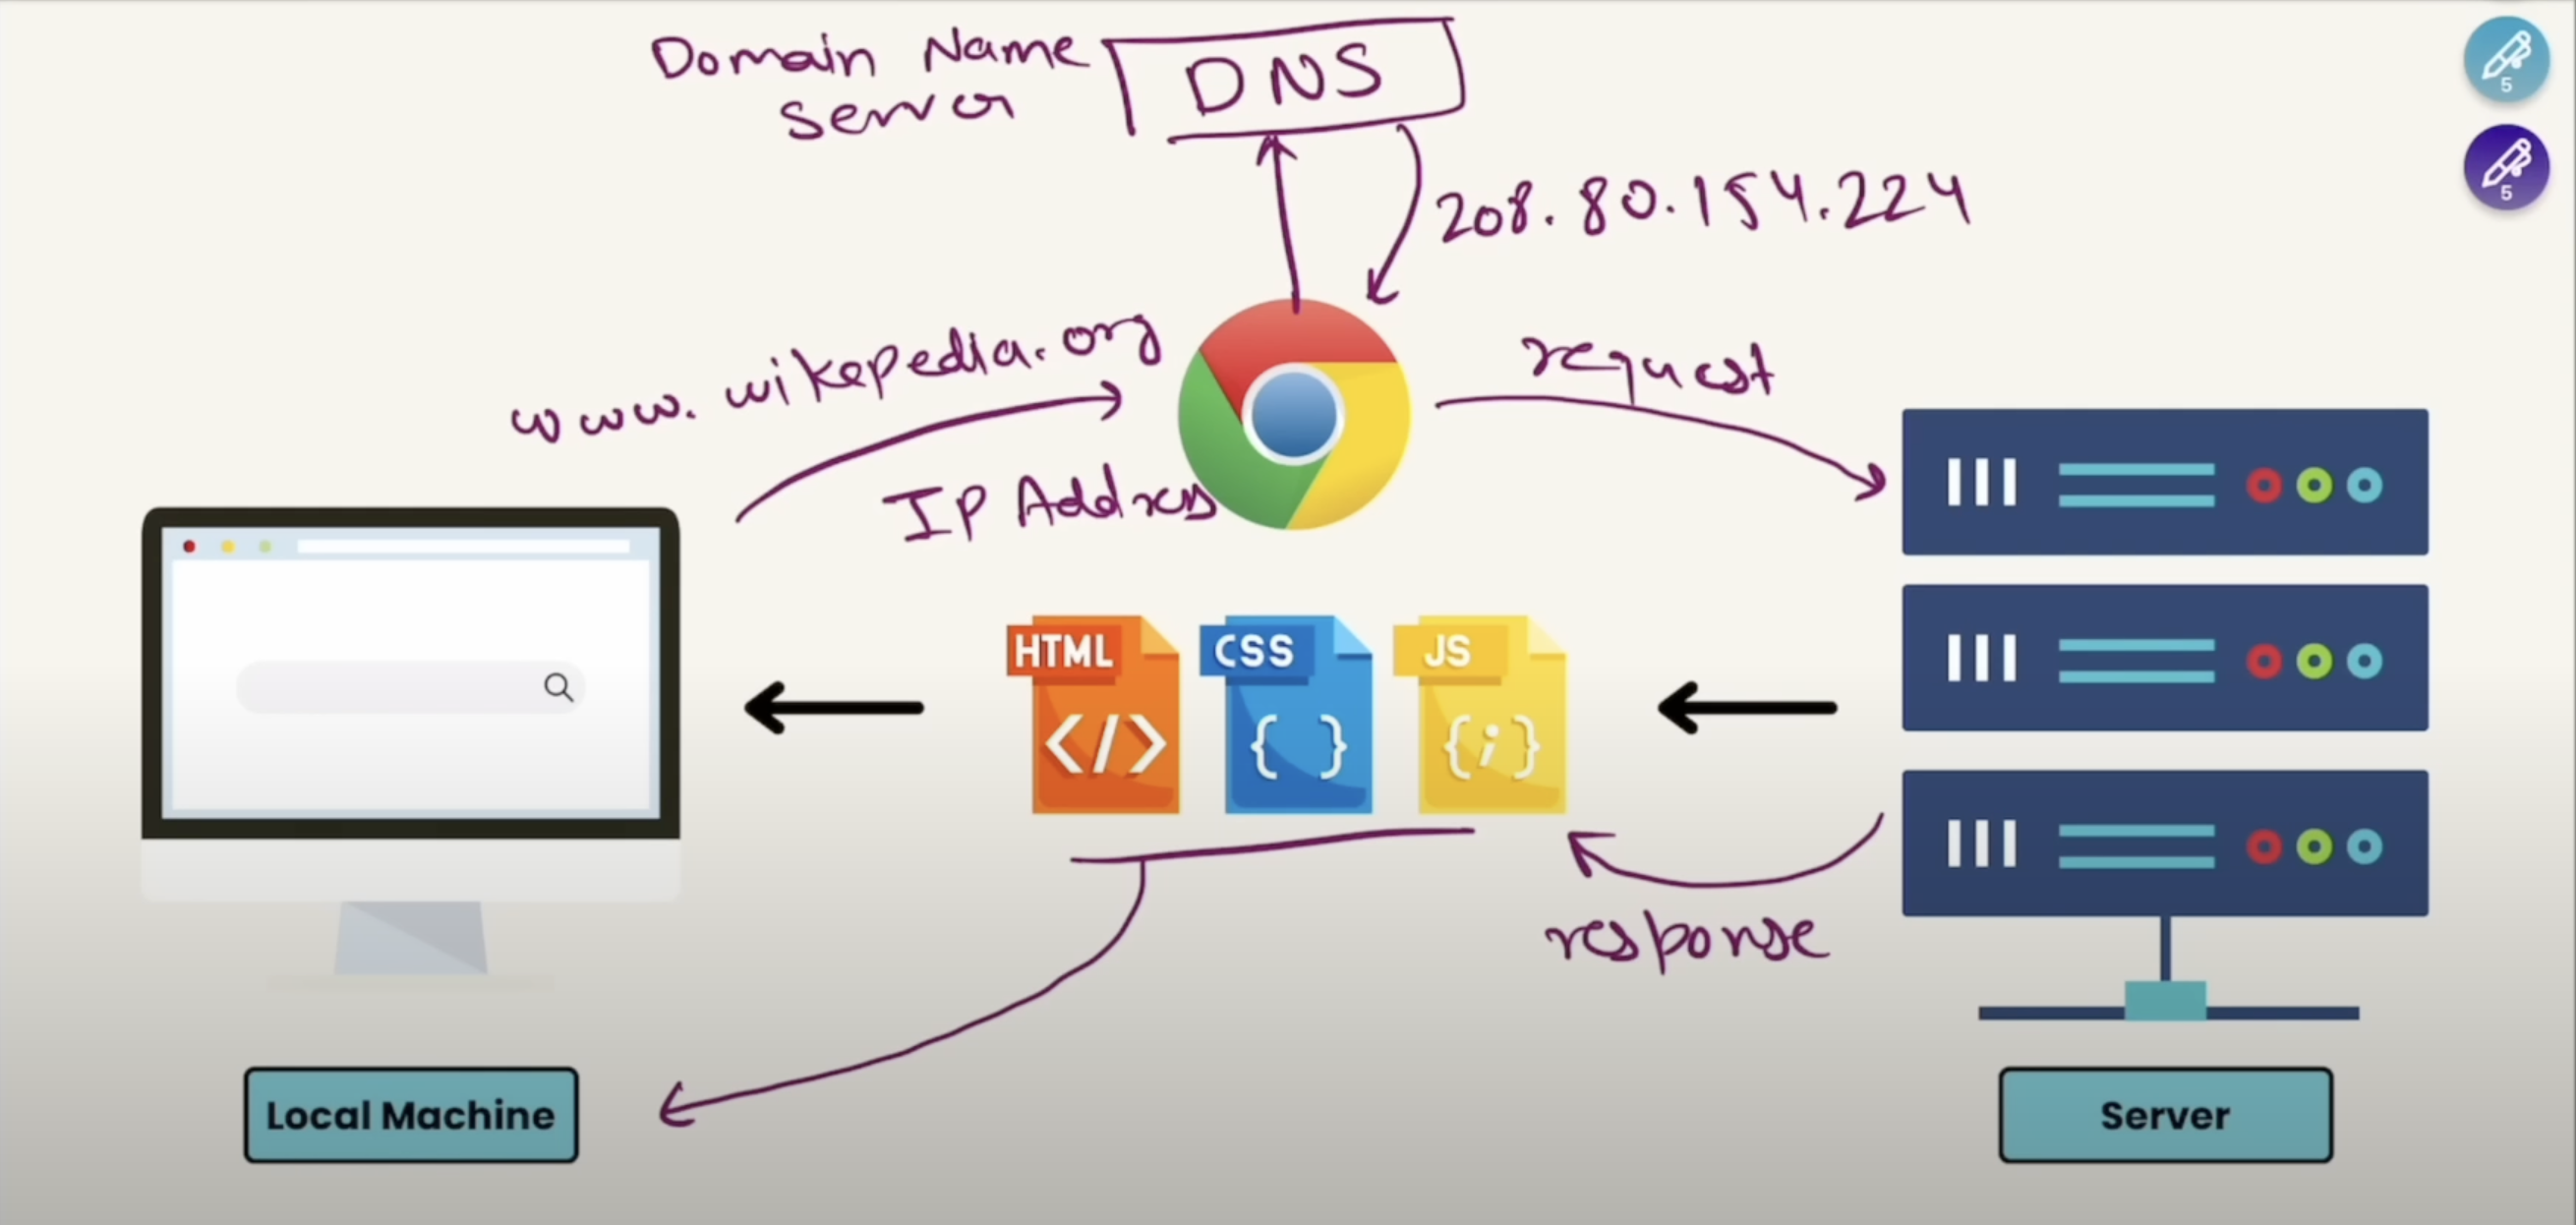 Domain Name
Server
DNS
5
5
208.80.154.224
www.wikepedia.org
request
Ip Address
HTML
CSS
JS
</>
{ }
{;}
response
Local Machine
Server